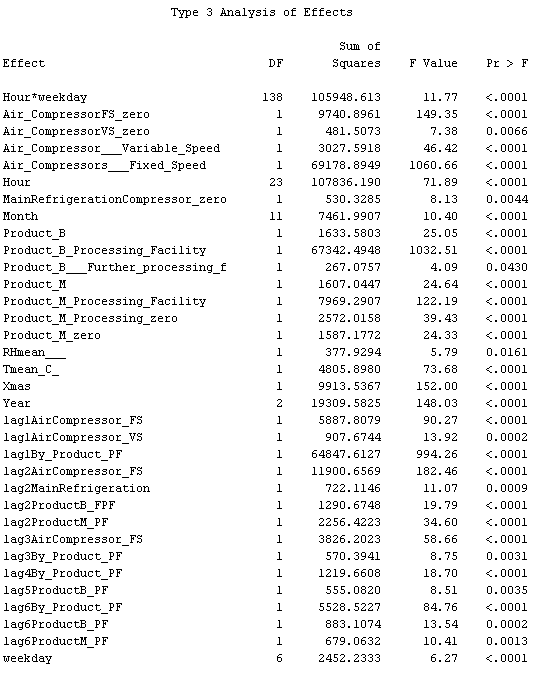 Type 3 Analysis of Effects
Sum of
Effect DF Squares F Value Pr > F
Hour*weekday 138 105948.613 11.77 <.0001
Air_CompressorFS_zero 1 9740.8961 149.35 <.0001
Air_CompressorVS_zero 1 481.5073 7.38 0.0066
Air_Compressor___Variable_Speed 1 3027.5918 46.42 <.0001
Air_Compressors___Fixed_Speed 1 69178.8949 1060.66 <.0001
Hour 23 107836.190 71.89 <.0001
MainRefrigerationCompressor_zero 1 530.3285 8.13 0.0044
Month 11 7461.9907 10.40 <.0001
Product_B 1 1633.5803 25.05 <.0001
Product_B_Processing_Facility 1 67342.4948 1032.51 <.0001
Product_B___Further_processing_f 1 267.0757 4.09 0.0430
Product_M 1 1607.0447 24.64 <.0001
Product_M_Processing_Facility 1 7969.2907 122.19 <.0001
Product_M_Processing_zero 1 2572.0158 39.43 <.0001
Product_M_zero 1 1587.1772 24.33 <.0001
RHmean___ 1 377.9294 5.79 0.0161
Tmean_C_ 1 4805.8980 73.68 <.0001
Xmas 1 9913.5367 152.00 <.0001
Year 2 19309.5825 148.03 <.0001
lag1AirCompressor_FS 1 5887.8079 90.27 <.0001
lag1AirCompressor_VS 1 907.6744 13.92 0.0002
lag1By_Product_PF 1 64847.6127 994.26 <.0001
lag2AirCompressor_FS 1 11900.6569 182.46 <.0001
lag2MainRefrigeration 1 722.1146 11.07 0.0009
lag2ProductB_FPF 1 1290.6748 19.79 <.0001
lag2ProductM_PF 1 2256.4223 34.60 <.0001
lag3AirCompressor_FS 1 3826.2023 58.66 <.0001
lag3By_Product_PF 1 570.3941 8.75 0.0031
lag4By_Product_PF 1 1219.6608 18.70 <.0001
lag5ProductB_PF 1 555.0820 8.51 0.0035
lag6By_Product_PF 1 5528.5227 84.76 <.0001
lag6ProductB_PF 1 883.1074 13.54 0.0002
lag6ProductM_PF 1 679.0632 10.41 0.0013
weekday 6 2452.2333 6.27 <.0001